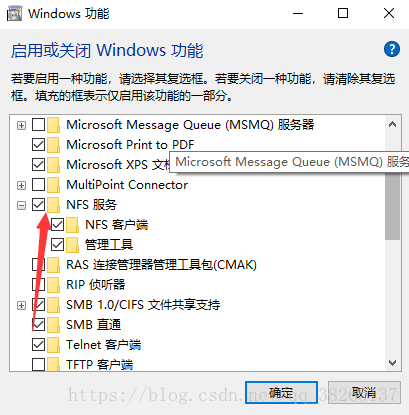 Windows 功能
启用或关闭 Windows 功能
若要启用一种功能，请选择其复选框。若要关闭一种功能，请清除其复选
框。填充的框表示仅启用该功能的一部分。
Microsoft Message Queue (MSMQ) 服务器
Microsoft Print to PDF
Microsoft XPS 文档
Microsoft Message Queue (MSMQ) 服务
MultiPoint Connector
NFS 服务
NFS 客户端
管理工具
RAS 连接管理器管理工具包(CMAK)
RIP 侦听器
SMB 1.0/CIFS 文件共享支持
SMB 直通
Telnet 客户端
TFTP 客户端
确定
取消